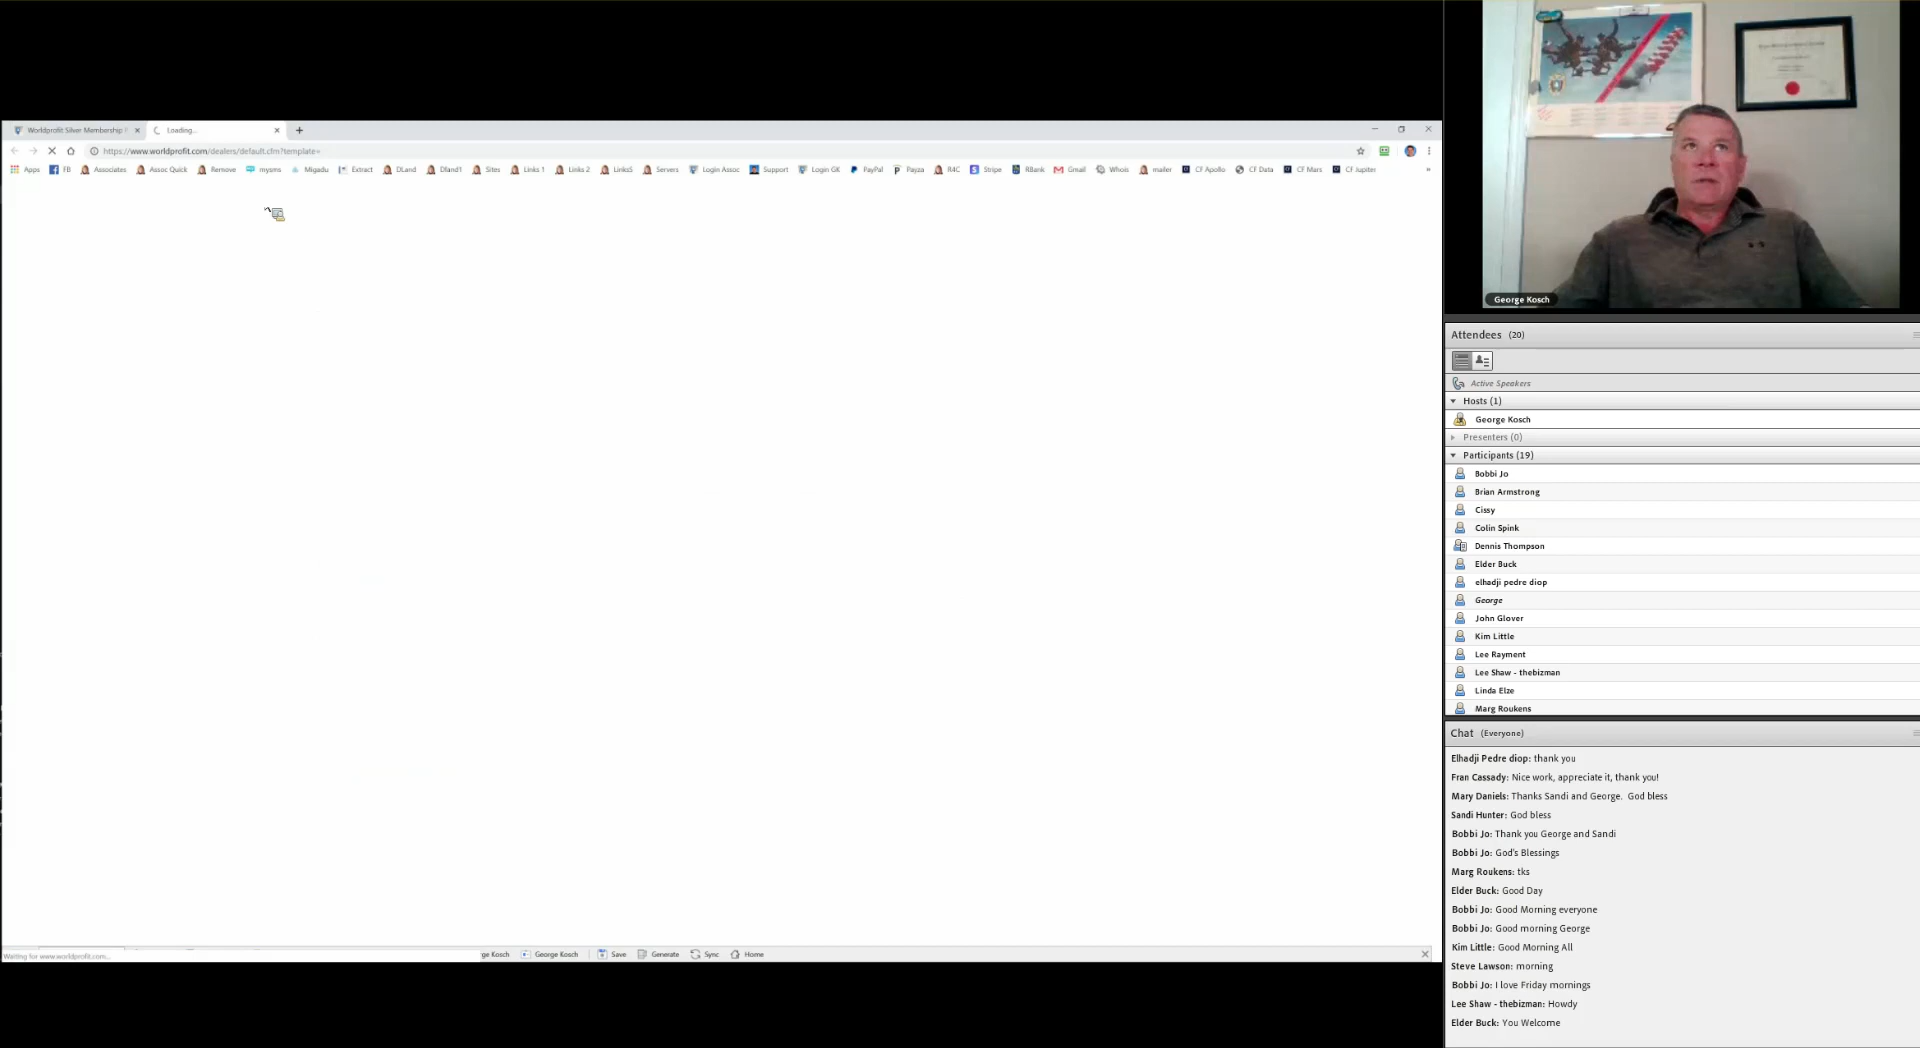 Worldprofit Silver Membership F
Loading...
https://www.worldprofit.com/dealers/default.cfm?template=
Apps FB Associates Assoc Quick Remove mysms Migadu Extract DLand Dland1 Sites Links 1 Links 2 Links5 Servers Login Assoc Support Login GK PayPal Payza R4C Stripe RBank Gmail Whois mailer CF Apollo CF Data CF Mars CF Jupiter »
Waiting for www.worldprofit.com...
ge Kosch George Kosch Save Generate Sync Home
George Kosch
Attendees (20)
Active Speakers
Hosts (1)
George Kosch
Presenters (0)
Participants (19)
Bobbi Jo
Brian Armstrong
Cissy
Colin Spink
Dennis Thompson
Elder Buck
elhadji pedre diop
George
John Glover
Kim Little
Lee Rayment
Lee Shaw - thebizman
Linda Elze
Marg Roukens
Chat (Everyone)
Elhadji Pedre diop: thank you
Fran Cassady: Nice work, appreciate it, thank you!
Mary Daniels: Thanks Sandi and George. God bless
Sandi Hunter: God bless
Bobbi Jo: Thank you George and Sandi
Bobbi Jo: God's Blessings
Marg Roukens: tks
Elder Buck: Good Day
Bobbi Jo: Good Morning everyone
Bobbi Jo: Good morning George
Kim Little: Good Morning All
Steve Lawson: morning
Bobbi Jo: I love Friday mornings
Lee Shaw - thebizman: Howdy
Elder Buck: You Welcome